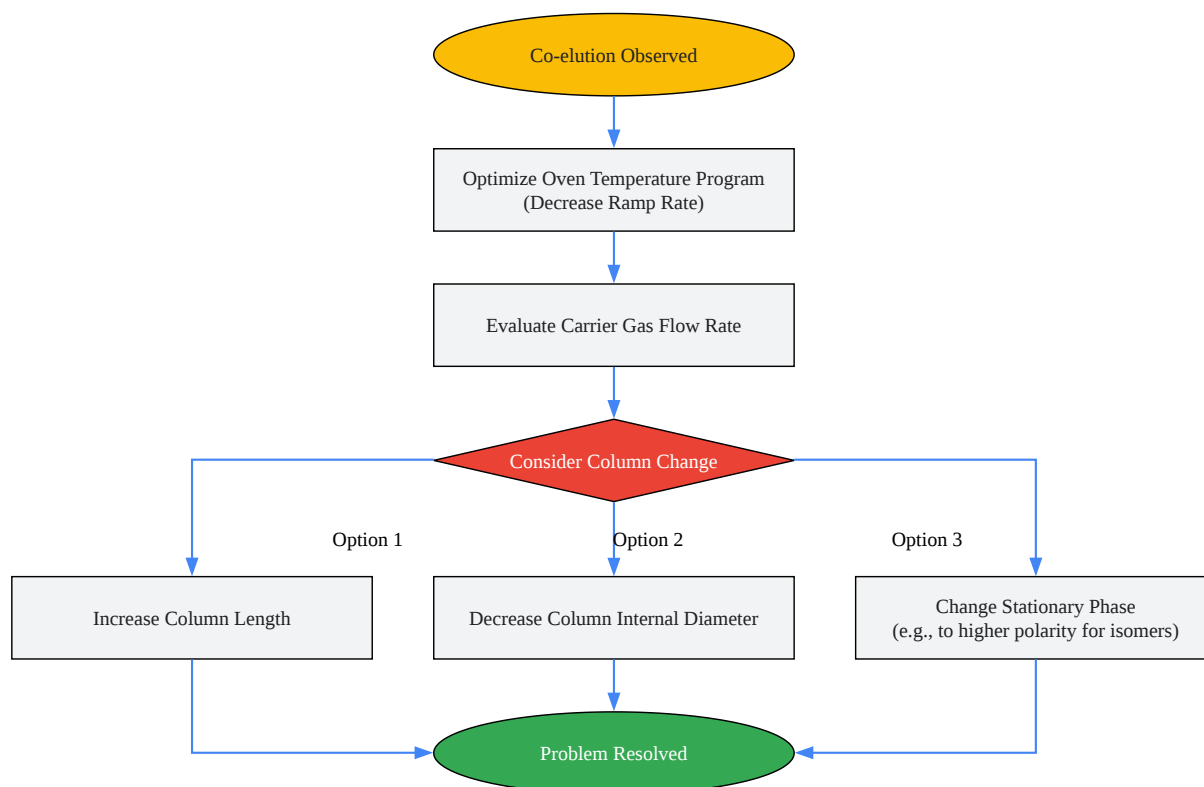 Co-elution Observed
Optimize Oven Temperature Program
(Decrease Ramp Rate)
Evaluate Carrier Gas Flow Rate
Consider Column Change
Option 1
Option 2
Option 3
Increase Column Length
Decrease Column Internal Diameter
Change Stationary Phase
(e.g., to higher polarity for isomers)
Problem Resolved